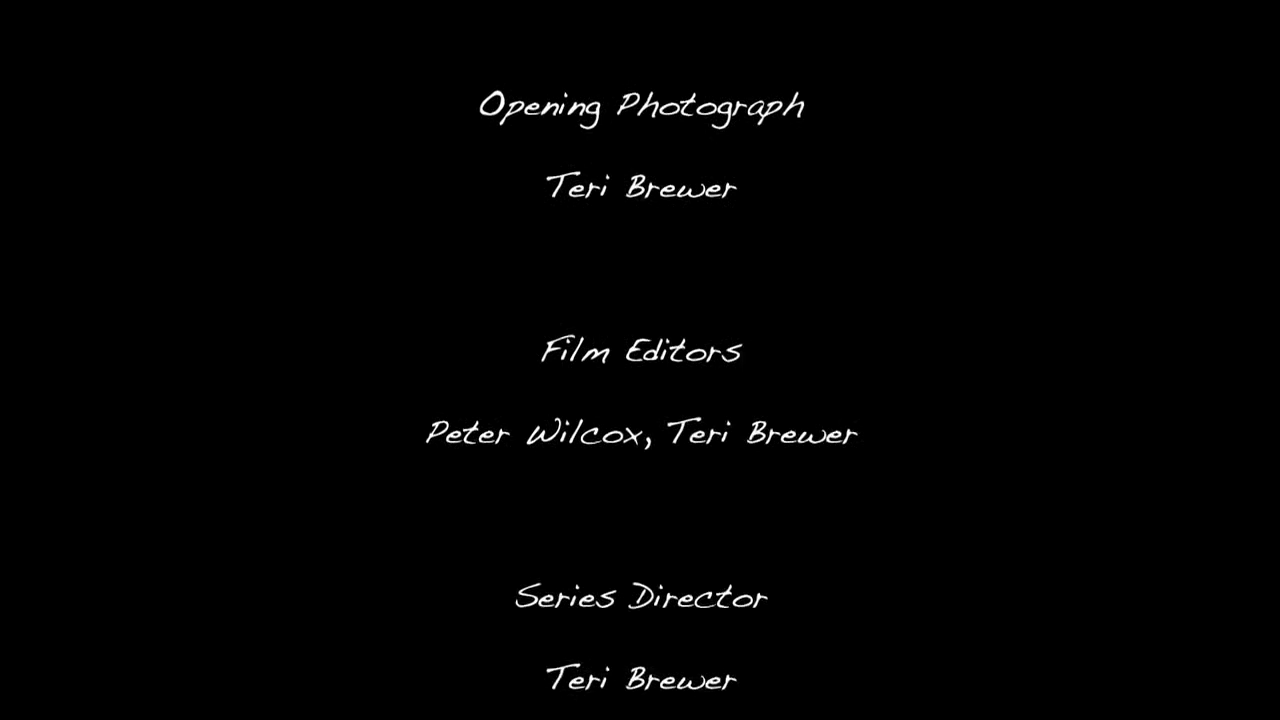 Opening Photograph
Teri Brewer
Film Editors
Peter Wilcox, Teri Brewer
Series Director
Teri Brewer